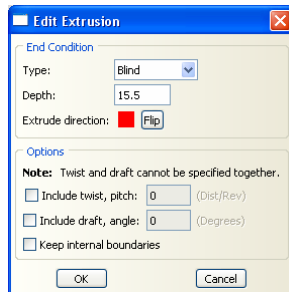 Edit Extrusion
End Condition
Type: Blind
Depth: 15.5
Extrude direction: Flip
Options
Note: Twist and draft cannot be specified together.
Include twist, pitch: 0 (Dist/Rev)
Include draft, angle: 0 (Degrees)
Keep internal boundaries
OK Cancel